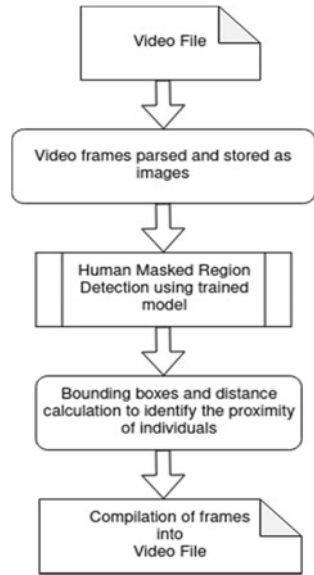 Video File
Video frames parsed and stored as
images
Human Masked Region
Detection using trained
model
Bounding boxes and distance
calculation to identify the proximity
of individuals
Compilation of frames
into
Video File